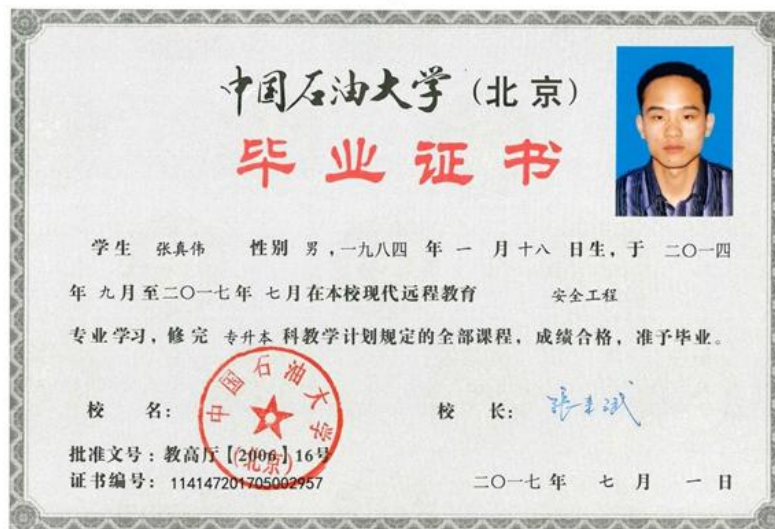 中国石油大学(北京)
毕业证书
学生 张真伟 性别 男,一九八四 年 一 月 十八 日生,于 二〇一四
年 九 月 至 二〇一七 年 七 月在本校现代远程教育 安全工程
专业学习,修完 专升本 科教学计划规定的全部课程,成绩合格,准予毕业。
校 名: 校 长: 张来斌
中国石油大学
(北京)
批准文号:教高厅【2006】16号
证书编号: 114147201705002957 二〇一七 年 七 月 一 日